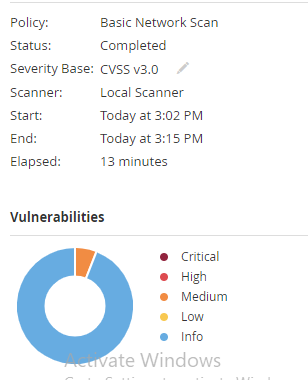 Policy: Basic Network Scan
Status: Completed
Severity Base: CVSS v3.0
Scanner: Local Scanner
Start: Today at 3:02 PM
End: Today at 3:15 PM
Elapsed: 13 minutes
Vulnerabilities
Critical
High
Medium
Low
Info
Activate Windows